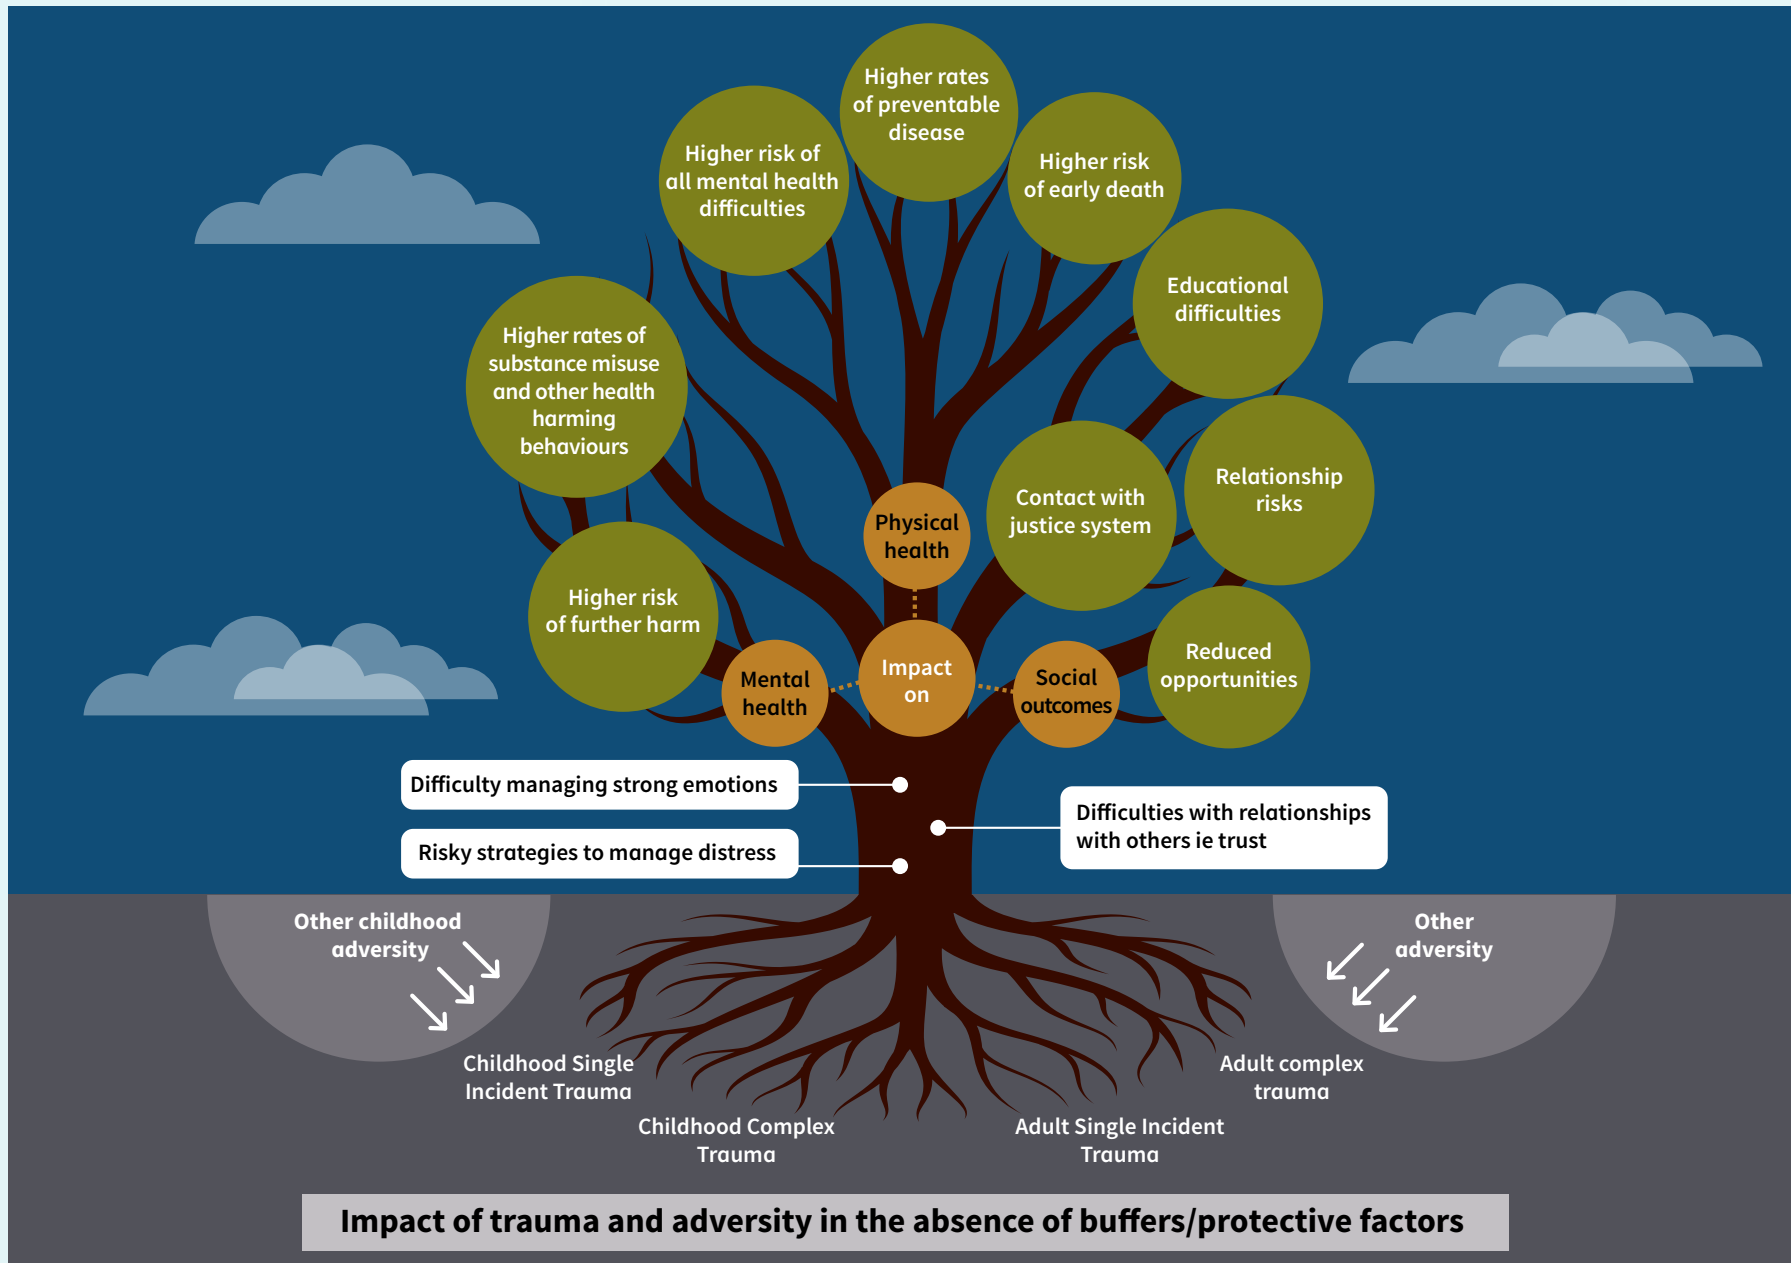 Higher rates
of preventable
disease
Higher risk of
all mental health
difficulties
Higher risk
of early death
Educational
difficulties
Higher rates of
substance misuse
and other health
harming
behaviours
Relationship
risks
Contact with
justice system
Physical
health
Higher risk
of further harm
Reduced
opportunities
Mental
health
Impact
on
Social
outcomes
Difficulty managing strong emotions
Risky strategies to manage distress
Difficulties with relationships
with others ie trust
Other childhood
adversity
Other
adversity
Childhood Single
Incident Trauma
Childhood Complex
Trauma
Adult Single Incident
Trauma
Adult complex
trauma
Impact of trauma and adversity in the absence of buffers/protective factors